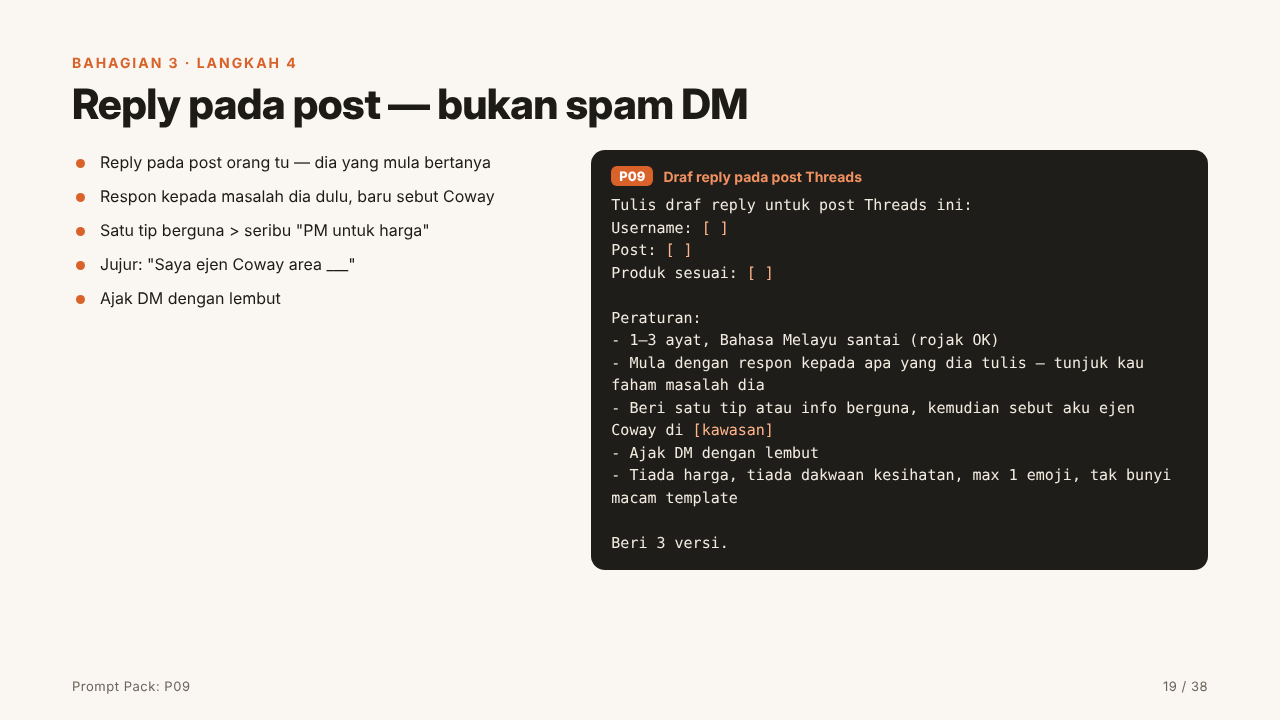 BAHAGIAN 3 · LANGKAH 4
Reply pada post — bukan spam DM
Reply pada post orang tu — dia yang mula bertanya
Respon kepada masalah dia dulu, baru sebut Coway
Satu tip berguna > seribu "PM untuk harga"
Jujur: "Saya ejen Coway area ___"
Ajak DM dengan lembut
P09 Draf reply pada post Threads
Tulis draf reply untuk post Threads ini:
Username: [ ]
Post: [ ]
Produk sesuai: [ ]
Peraturan:
- 1–3 ayat, Bahasa Melayu santai (rojak OK)
- Mula dengan respon kepada apa yang dia tulis — tunjuk kau
faham masalah dia
- Beri satu tip atau info berguna, kemudian sebut aku ejen
Coway di [kawasan]
- Ajak DM dengan lembut
- Tiada harga, tiada dakwaan kesihatan, max 1 emoji, tak bunyi
macam template
Beri 3 versi.
Prompt Pack: P09
19 / 38